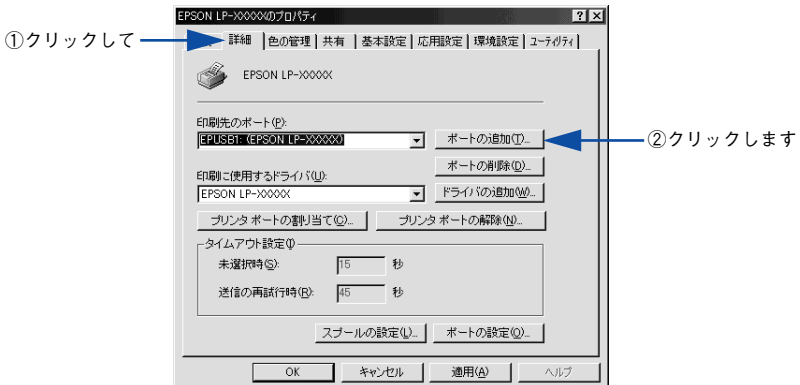 EPSON LP-XXXXXのプロパティ
①クリックして
詳細 色の管理 共有 基本設定 応用設定 環境設定 ユーティリティ
EPSON LP-XXXXX
印刷先のポート(P):
EPUSB1: (EPSON LP-XXXXX) ポートの追加(T)...
②クリックします
ポートの削除(D)...
印刷に使用するドライバ(U):
EPSON LP-XXXXX ドライバの追加(W)...
プリンタ ポートの割り当て(C)... プリンタ ポートの解除(N)...
タイムアウト設定(I)
未選択時(S): 15 秒
送信の再試行時(R): 45 秒
スプールの設定(L)... ポートの設定(O)...
OK キャンセル 適用(A) ヘルプ